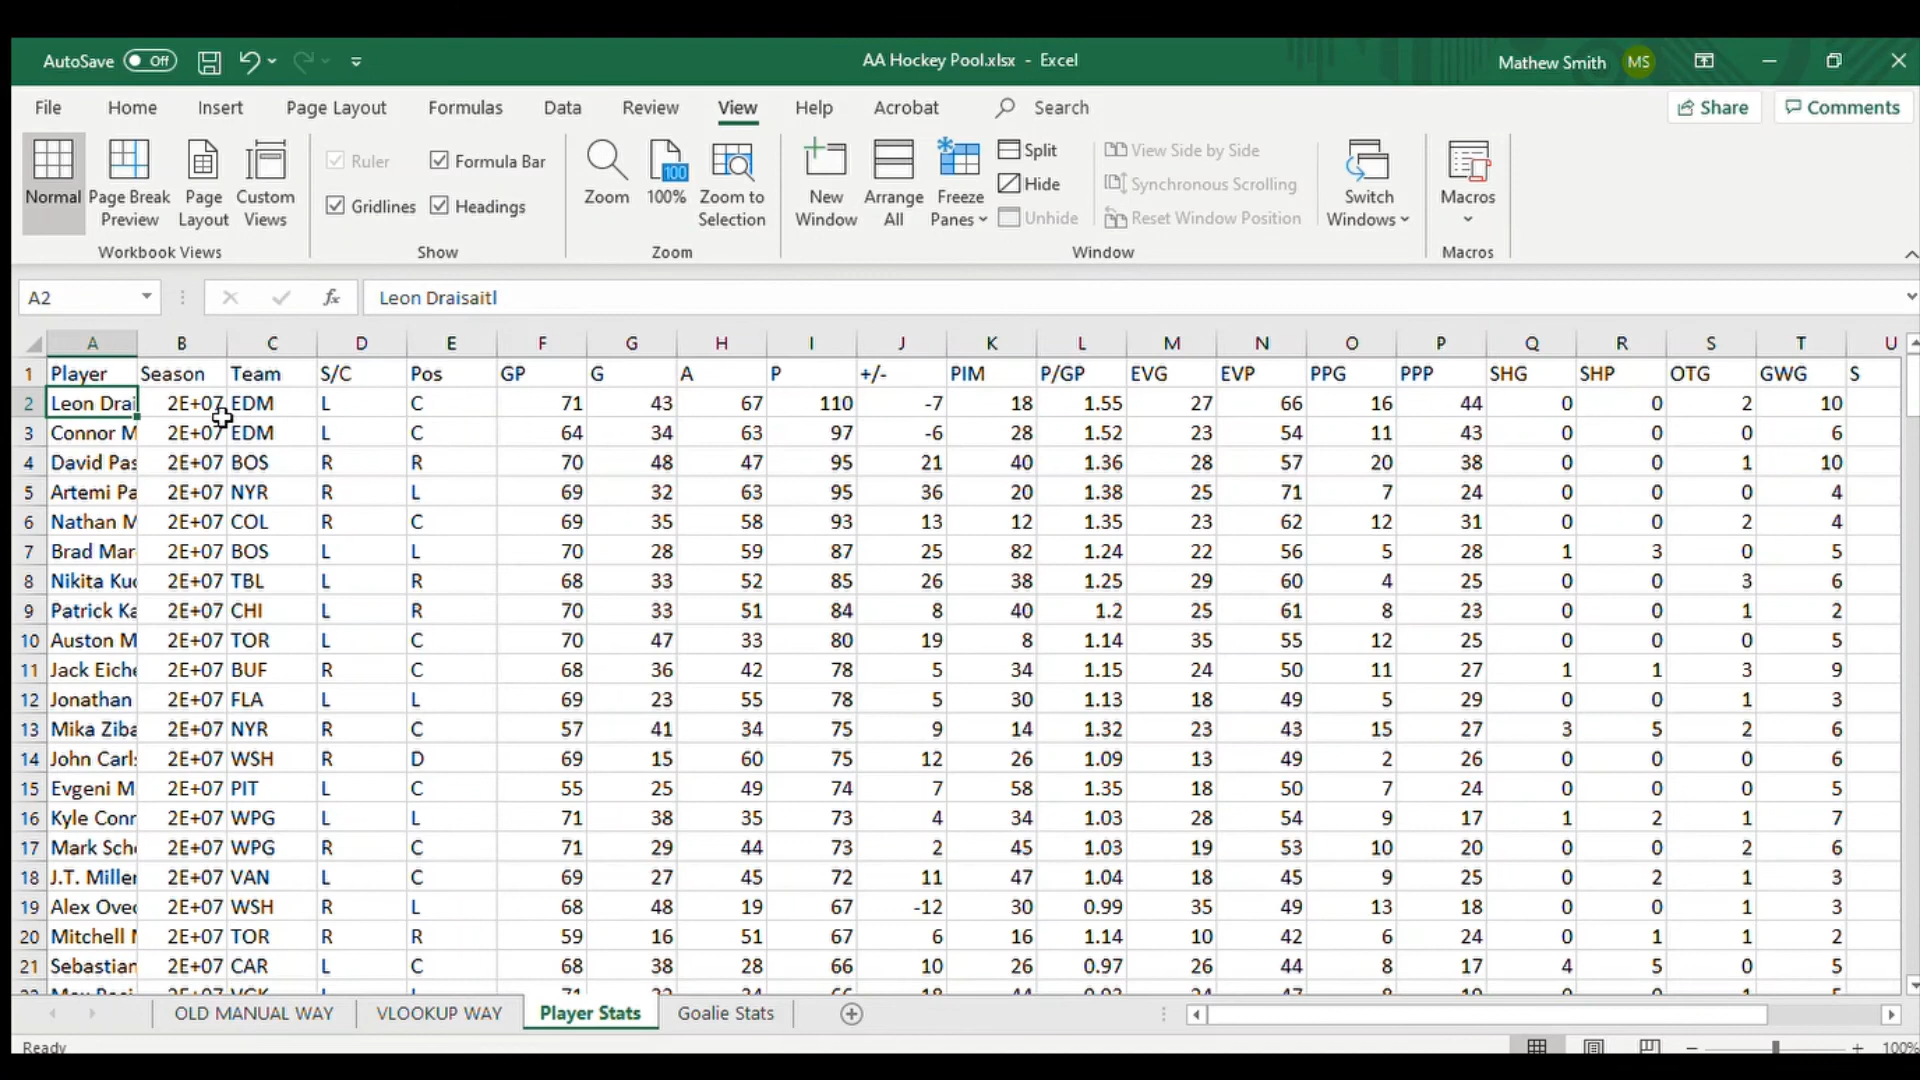 AutoSave Off AA Hockey Pool.xlsx - Excel Mathew Smith MS
File Home Insert Page Layout Formulas Data Review View Help Acrobat Search Share Comments
Normal Page Break Preview Page Layout Custom Views Ruler Formula Bar Gridlines Headings Zoom 100% Zoom to Selection New Window Arrange All Freeze Panes Split Hide Unhide View Side by Side Synchronous Scrolling Reset Window Position Switch Windows Macros
Workbook Views Show Zoom Window Macros
A2 fx Leon Draisaitl
A B C D E F G H I J K L M N O P Q R S T U
1 Player Season Team S/C Pos GP G A P +/- PIM P/GP EVG EVP PPG PPP SHG SHP OTG GWG S
2 Leon Drai 2E+07 EDM L C 71 43 67 110 -7 18 1.55 27 66 16 44 0 0 2 10
3 Connor M 2E+07 EDM L C 64 34 63 97 -6 28 1.52 23 54 11 43 0 0 0 6
4 David Pas 2E+07 BOS R R 70 48 47 95 21 40 1.36 28 57 20 38 0 0 1 10
5 Artemi Pa 2E+07 NYR R L 69 32 63 95 36 20 1.38 25 71 7 24 0 0 0 4
6 Nathan M 2E+07 COL R C 69 35 58 93 13 12 1.35 23 62 12 31 0 0 2 4
7 Brad Mar 2E+07 BOS L L 70 28 59 87 25 82 1.24 22 56 5 28 1 3 0 5
8 Nikita Kuc 2E+07 TBL L R 68 33 52 85 26 38 1.25 29 60 4 25 0 0 3 6
9 Patrick Ka 2E+07 CHI L R 70 33 51 84 8 40 1.2 25 61 8 23 0 0 1 2
10 Auston M 2E+07 TOR L C 70 47 33 80 19 8 1.14 35 55 12 25 0 0 0 5
11 Jack Eiche 2E+07 BUF R C 68 36 42 78 5 34 1.15 24 50 11 27 1 1 3 9
12 Jonathan 2E+07 FLA L L 69 23 55 78 5 30 1.13 18 49 5 29 0 0 1 3
13 Mika Ziba 2E+07 NYR R C 57 41 34 75 9 14 1.32 23 43 15 27 3 5 2 6
14 John Carl 2E+07 WSH R D 69 15 60 75 12 26 1.09 13 49 2 26 0 0 0 6
15 Evgeni M 2E+07 PIT L C 55 25 49 74 7 58 1.35 18 50 7 24 0 0 0 5
16 Kyle Conr 2E+07 WPG L L 71 38 35 73 4 34 1.03 28 54 9 17 1 2 1 7
17 Mark Sche 2E+07 WPG R C 71 29 44 73 2 45 1.03 19 53 10 20 0 0 2 6
18 J.T. Miller 2E+07 VAN L C 69 27 45 72 11 47 1.04 18 45 9 25 0 2 1 3
19 Alex Ovec 2E+07 WSH R L 68 48 19 67 -12 30 0.99 35 49 13 18 0 0 1 3
20 Mitchell M 2E+07 TOR R R 59 16 51 67 6 16 1.14 10 42 6 24 0 1 1 2
21 Sebastian 2E+07 CAR L C 68 38 28 66 10 26 0.97 26 44 8 17 4 5 0 5
OLD MANUAL WAY VLOOKUP WAY Player Stats Goalie Stats
Ready 100%